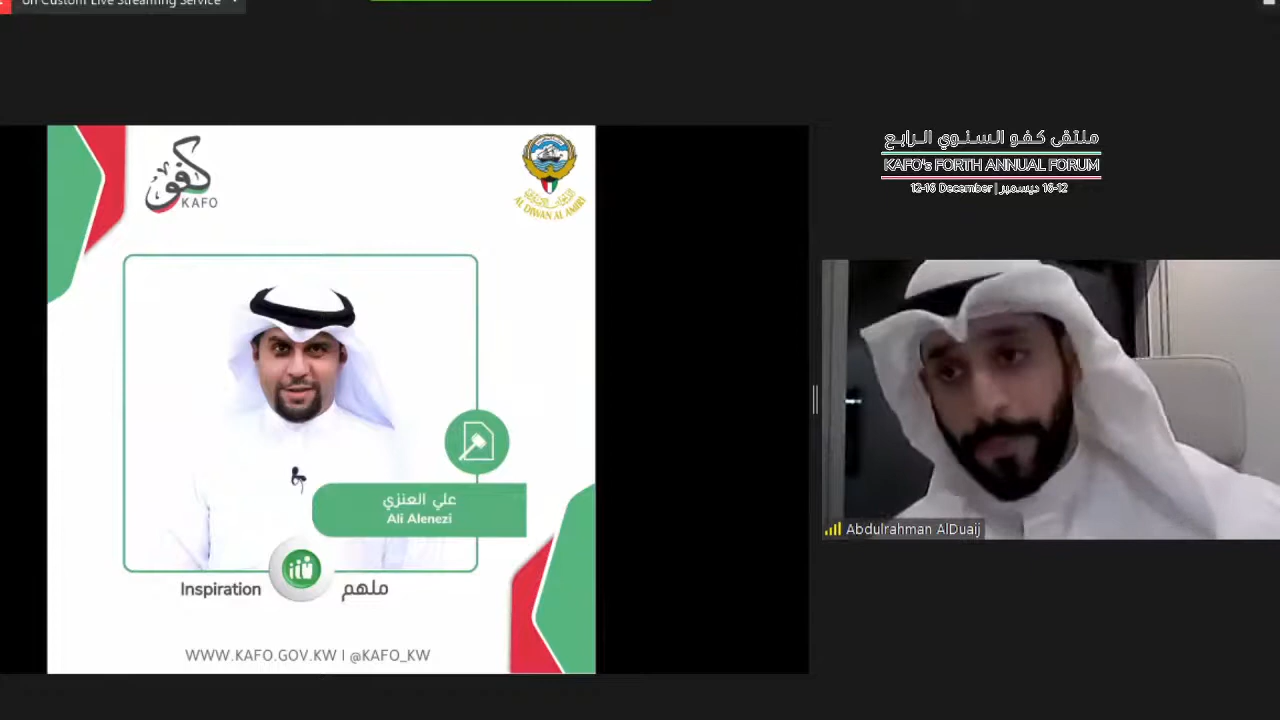 on Custom Live Streaming Service
كفو
KAFO
AL DIWAN AL AMIRI
علي العنزي
Ali Alenezi
Inspiration
ملهم
WWW.KAFO.GOV.KW | @KAFO_KW
ملتقى كفو السنوي الرابع
KAFO's FORTH ANNUAL FORUM
12-16 December | 16-12 ديسمبر
Abdulrahman AlDuaij